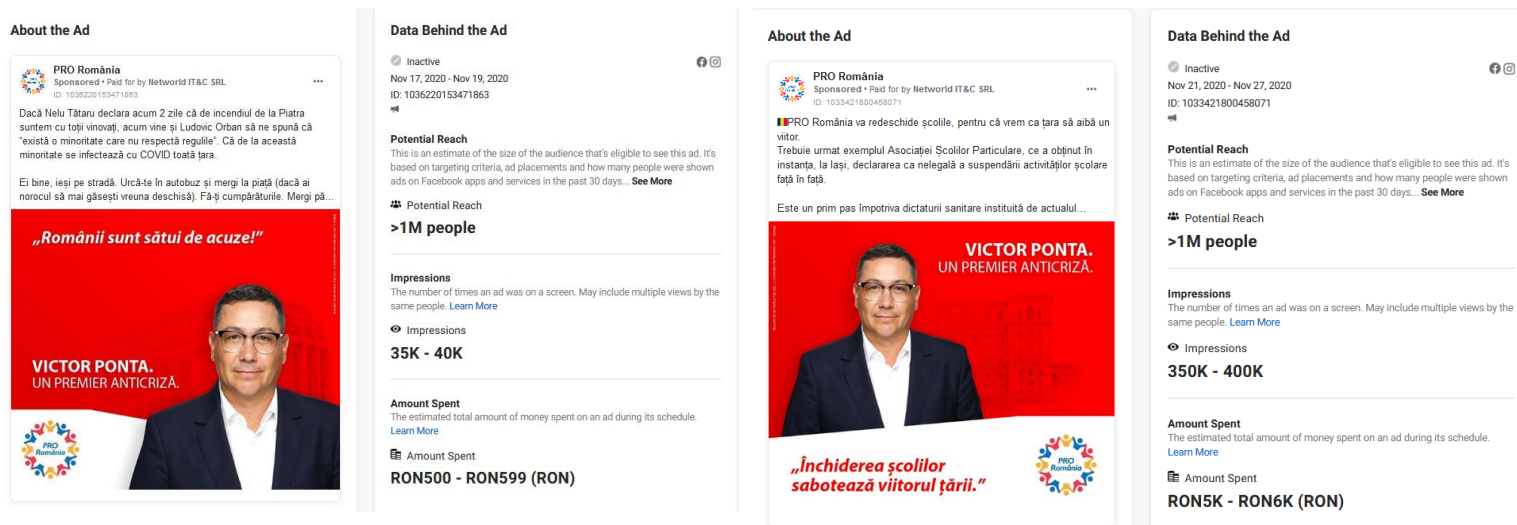 About the Ad
PRO România
Sponsored • Paid for by Networld IT&C SRL
ID: 1036220153471863
Dacă Nelu Tătaru declara acum 2 zile că de incendiul de la Piatra
suntem cu toții vinovați, acum vine și Ludovic Orban să ne spună că
“există o minoritate care nu respectă regulile”. Că de la această
minoritate se infectează cu COVID toată țara.
Ei bine, ieși pe stradă. Urcă-te în autobuz și mergi la piață (dacă ai
norocul să mai găsești vreuna deschisă). Fă-ți cumpărăturile. Mergi pă...
„Românii sunt sătui de acuze!”
VICTOR PONTA.
UN PREMIER ANTICRIZĂ.
PRO
România
Data Behind the Ad
Inactive
Nov 17, 2020 - Nov 19, 2020
ID: 1036220153471863
Potential Reach
This is an estimate of the size of the audience that's eligible to see this ad. It's
based on targeting criteria, ad placements and how many people were shown
ads on Facebook apps and services in the past 30 days... See More
Potential Reach
>1M people
Impressions
The number of times an ad was on a screen. May include multiple views by the
same people. Learn More
Impressions
35K - 40K
Amount Spent
The estimated total amount of money spent on an ad during its schedule.
Learn More
Amount Spent
RON500 - RON599 (RON)
About the Ad
PRO România
Sponsored • Paid for by Networld IT&C SRL
ID: 1033421800458071
PRO România va redeschide școlile, pentru că vrem ca țara să aibă un
viitor.
Trebuie urmat exemplul Asociației Școlilor Particulare, ce a obținut în
instanța, la Iași, declararea ca nelegală a suspendării activităților școlare
față în față.
Este un prim pas împotriva dictaturii sanitare instituită de actualul...
VICTOR PONTA.
UN PREMIER ANTICRIZĂ.
„Închiderea școlilor
sabotează viitorul țării.”
PRO
România
Data Behind the Ad
Inactive
Nov 21, 2020 - Nov 27, 2020
ID: 1033421800458071
Potential Reach
This is an estimate of the size of the audience that's eligible to see this ad. It's
based on targeting criteria, ad placements and how many people were shown
ads on Facebook apps and services in the past 30 days... See More
Potential Reach
>1M people
Impressions
The number of times an ad was on a screen. May include multiple views by the
same people. Learn More
Impressions
350K - 400K
Amount Spent
The estimated total amount of money spent on an ad during its schedule.
Learn More
Amount Spent
RON5K - RON6K (RON)